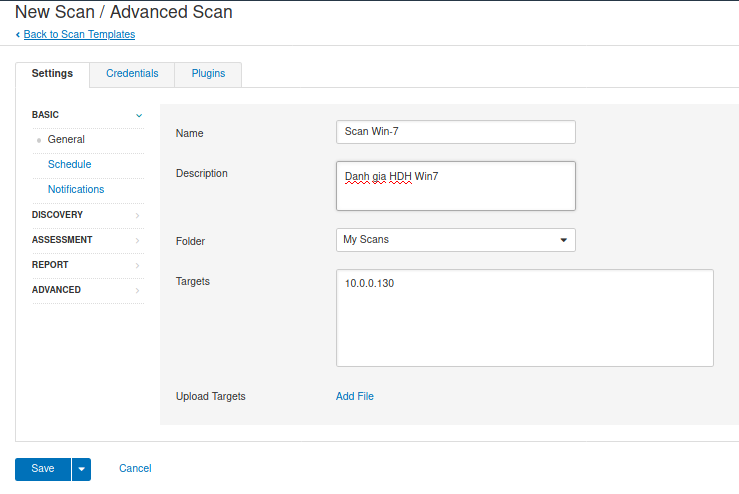 New Scan / Advanced Scan
‹ Back to Scan Templates
Settings
Credentials
Plugins
BASIC
General
Schedule
Notifications
DISCOVERY
ASSESSMENT
REPORT
ADVANCED
Name
Scan Win-7
Description
Danh gia HDH Win7
Folder
My Scans
Targets
10.0.0.130
Upload Targets
Add File
Save
Cancel